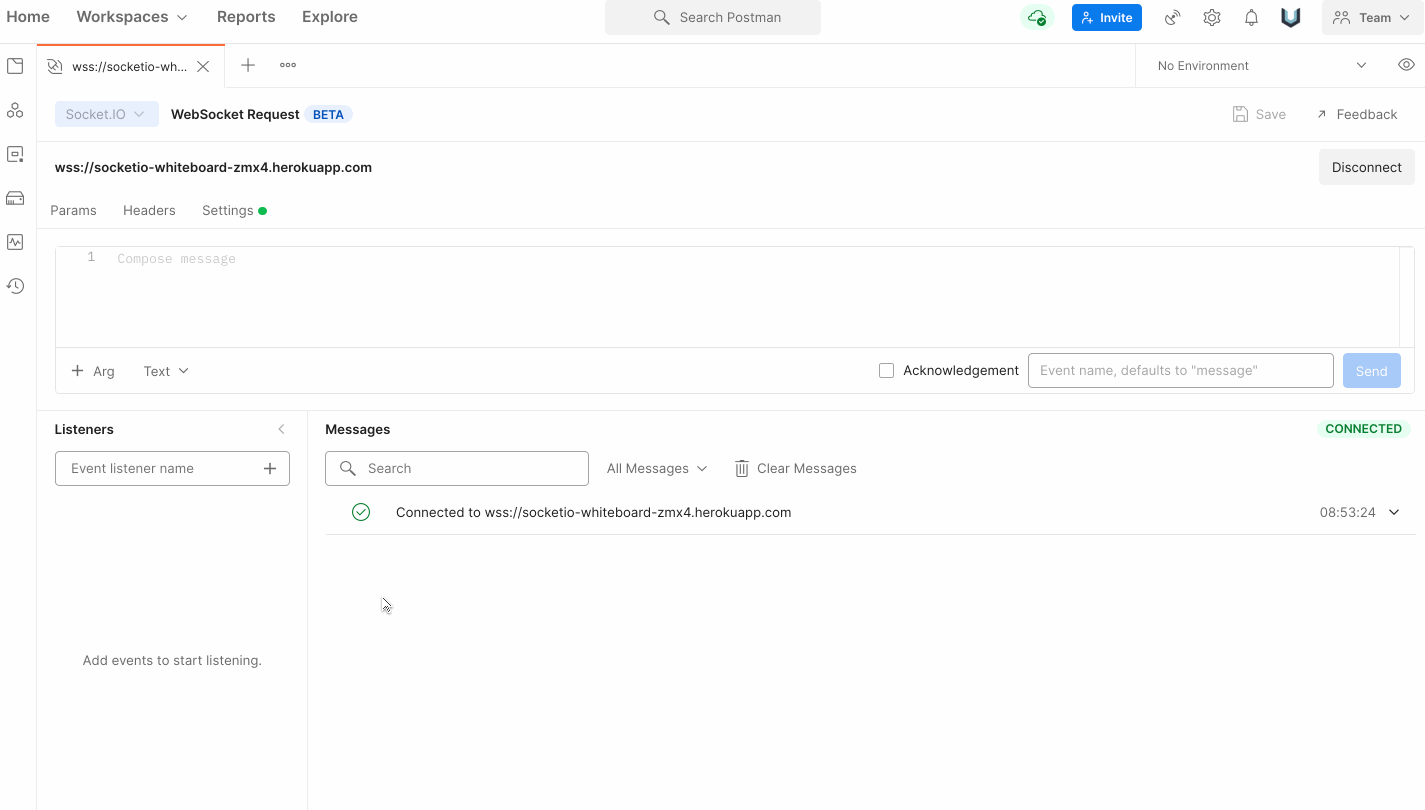 Home Workspaces Reports Explore Search Postman Invite Team
wss://socketio-wh... No Environment
Socket.IO WebSocket Request BETA Save Feedback
wss://socketio-whiteboard-zmx4.herokuapp.com Disconnect
Params Headers Settings
1 Compose message
+ Arg Text Acknowledgement Event name, defaults to "message" Send
Listeners Messages CONNECTED
Event listener name + Search All Messages Clear Messages
Connected to wss://socketio-whiteboard-zmx4.herokuapp.com 08:53:24
Add events to start listening.